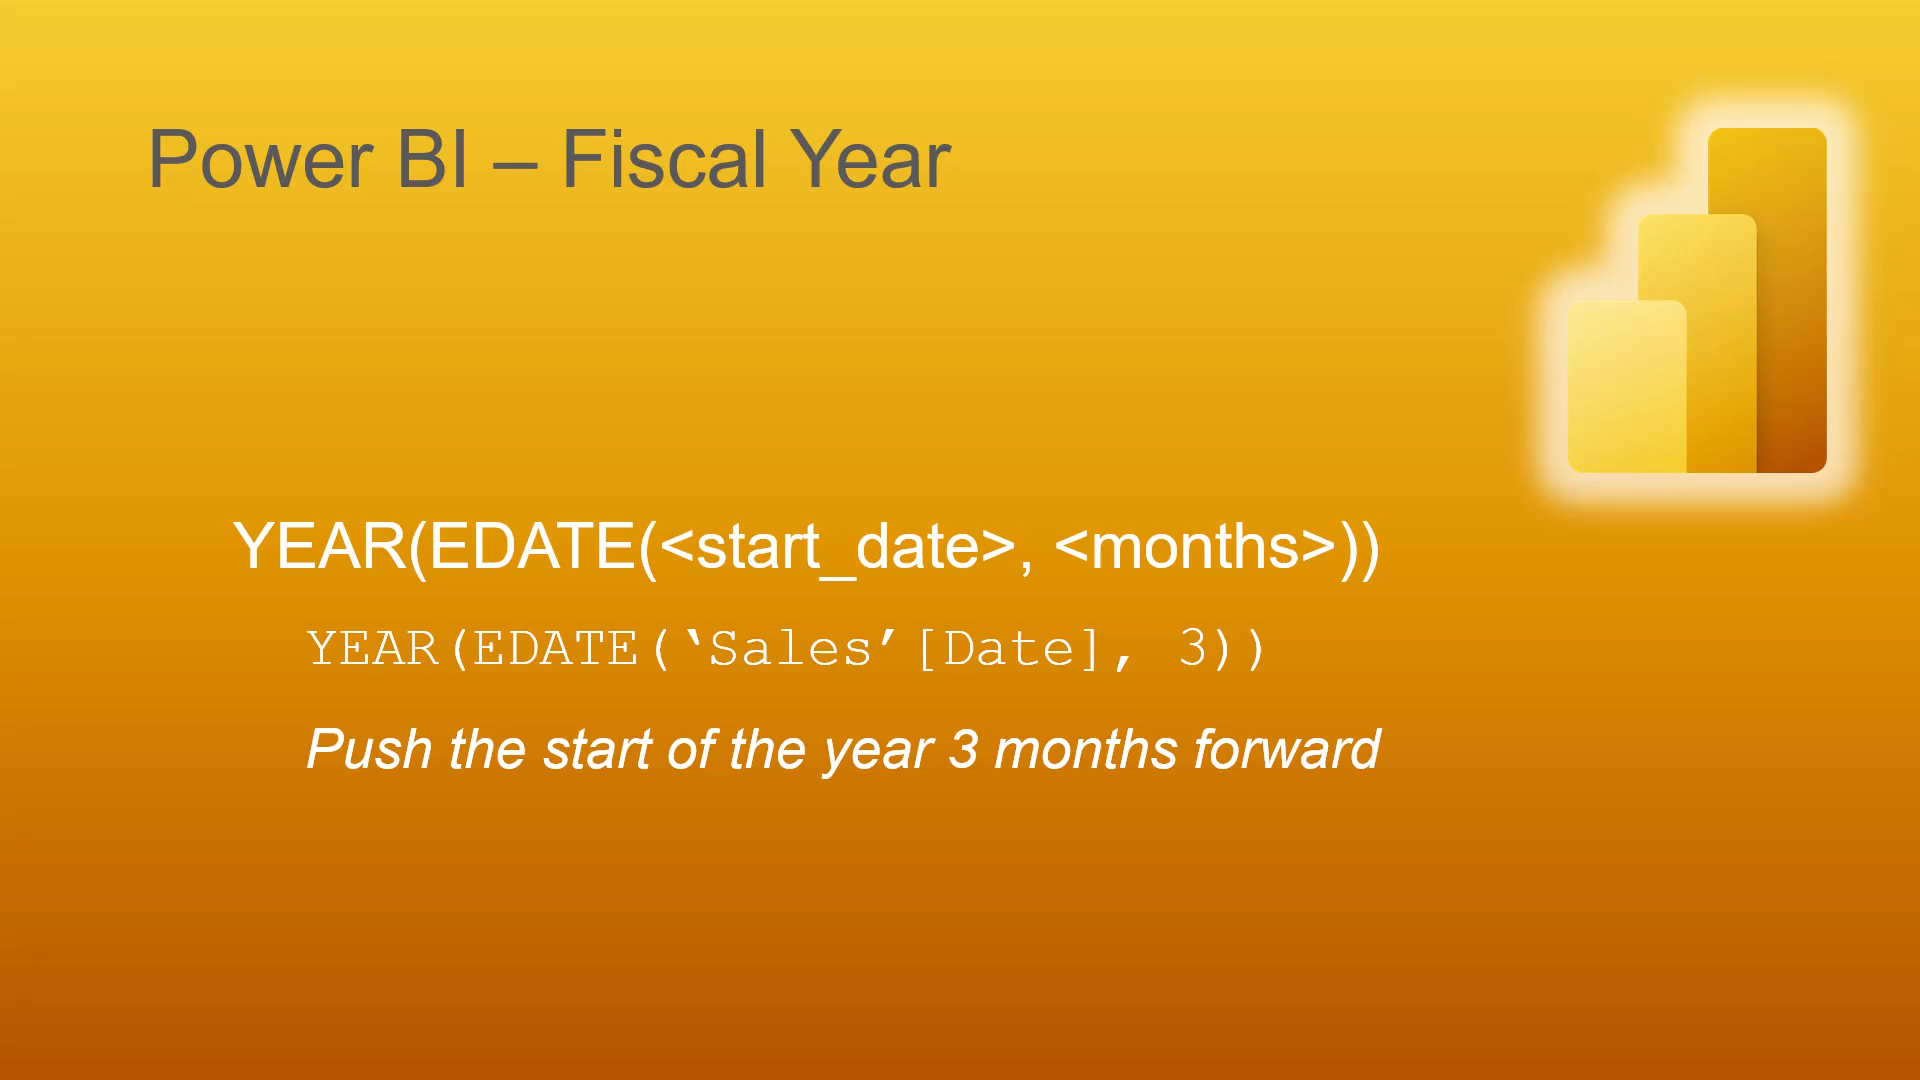 Power BI – Fiscal Year
YEAR(EDATE(<start_date>, <months>))
YEAR(EDATE(‘Sales’[Date], 3))
Push the start of the year 3 months forward